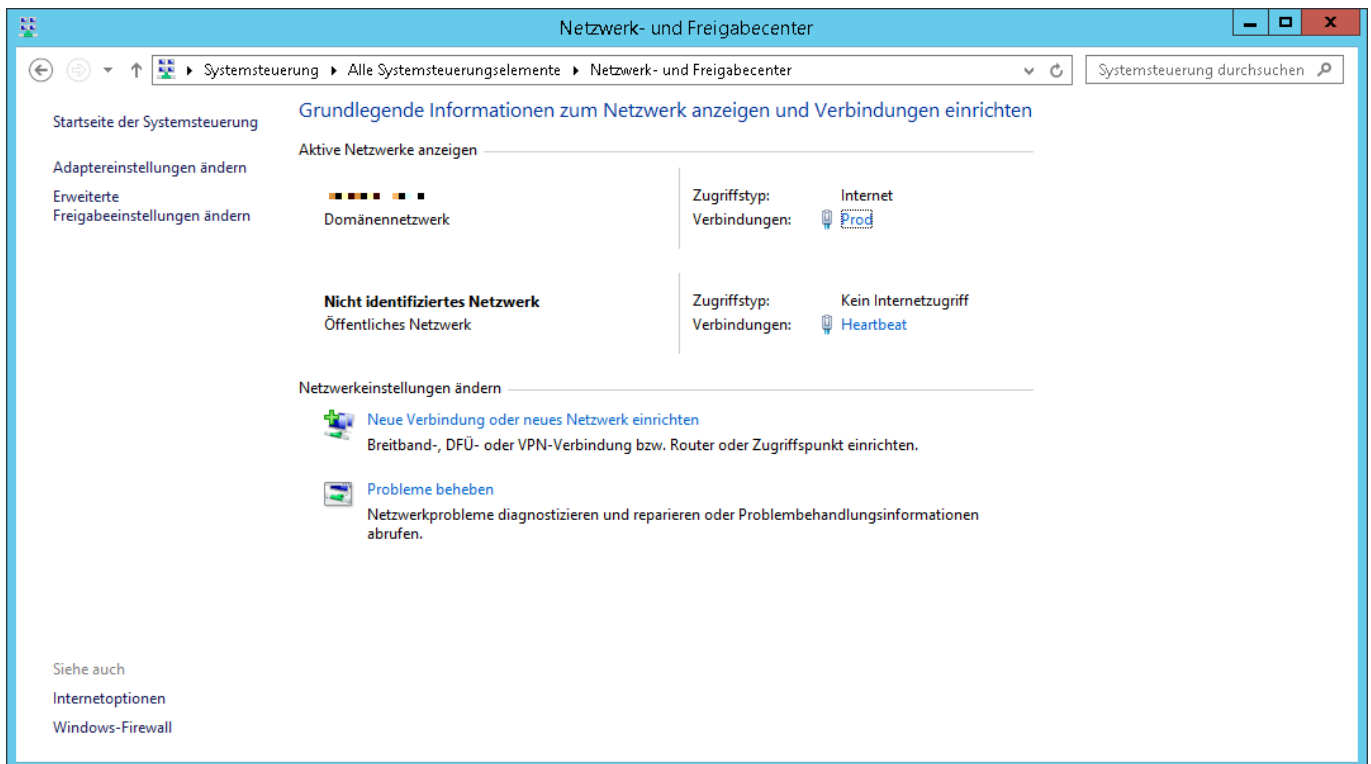 Netzwerk- und Freigabecenter
Systemsteuerung ▸ Alle Systemsteuerungselemente ▸ Netzwerk- und Freigabecenter
Systemsteuerung durchsuchen
Startseite der Systemsteuerung
Adaptereinstellungen ändern
Erweiterte
Freigabeeinstellungen ändern
Grundlegende Informationen zum Netzwerk anzeigen und Verbindungen einrichten
Aktive Netzwerke anzeigen
Zugriffstyp: Internet
Domänennetzwerk Verbindungen: Prod
Nicht identifiziertes Netzwerk Zugriffstyp: Kein Internetzugriff
Öffentliches Netzwerk Verbindungen: Heartbeat
Netzwerkeinstellungen ändern
Neue Verbindung oder neues Netzwerk einrichten
Breitband-, DFÜ- oder VPN-Verbindung bzw. Router oder Zugriffspunkt einrichten.
Probleme beheben
Netzwerkprobleme diagnostizieren und reparieren oder Problembehandlungsinformationen
abrufen.
Siehe auch
Internetoptionen
Windows-Firewall